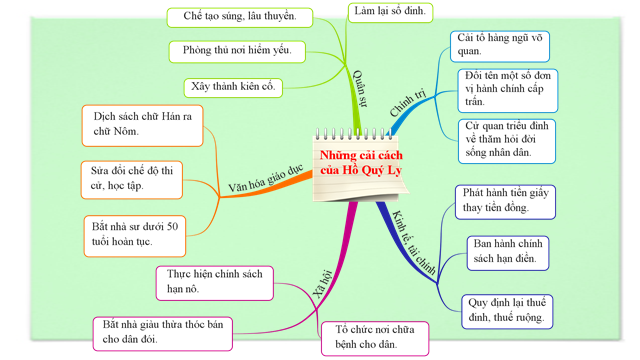 Những cải cách
của Hồ Quý Ly
Chính trị
Cải tổ hàng ngũ võ
quan.
Đổi tên một số đơn
vị hành chính cấp
trấn.
Cử quan triều đình
về thăm hỏi đời
sống nhân dân.
Kinh tế, tài chính
Phát hành tiền giấy
thay tiền đồng.
Ban hành chính
sách hạn điền.
Quy định lại thuế
đinh, thuế ruộng.
Xã hội
Thực hiện chính sách
hạn nô.
Bắt nhà giàu thừa thóc bán
cho dân đói.
Tổ chức nơi chữa
bệnh cho dân.
Văn hóa giáo dục
Dịch sách chữ Hán ra
chữ Nôm.
Sửa đổi chế độ thi
cử, học tập.
Bắt nhà sư dưới 50
tuổi hoàn tục.
Quân sự
Làm lại sổ đinh.
Chế tạo súng, lâu thuyền.
Phòng thủ nơi hiểm yếu.
Xây thành kiên cố.